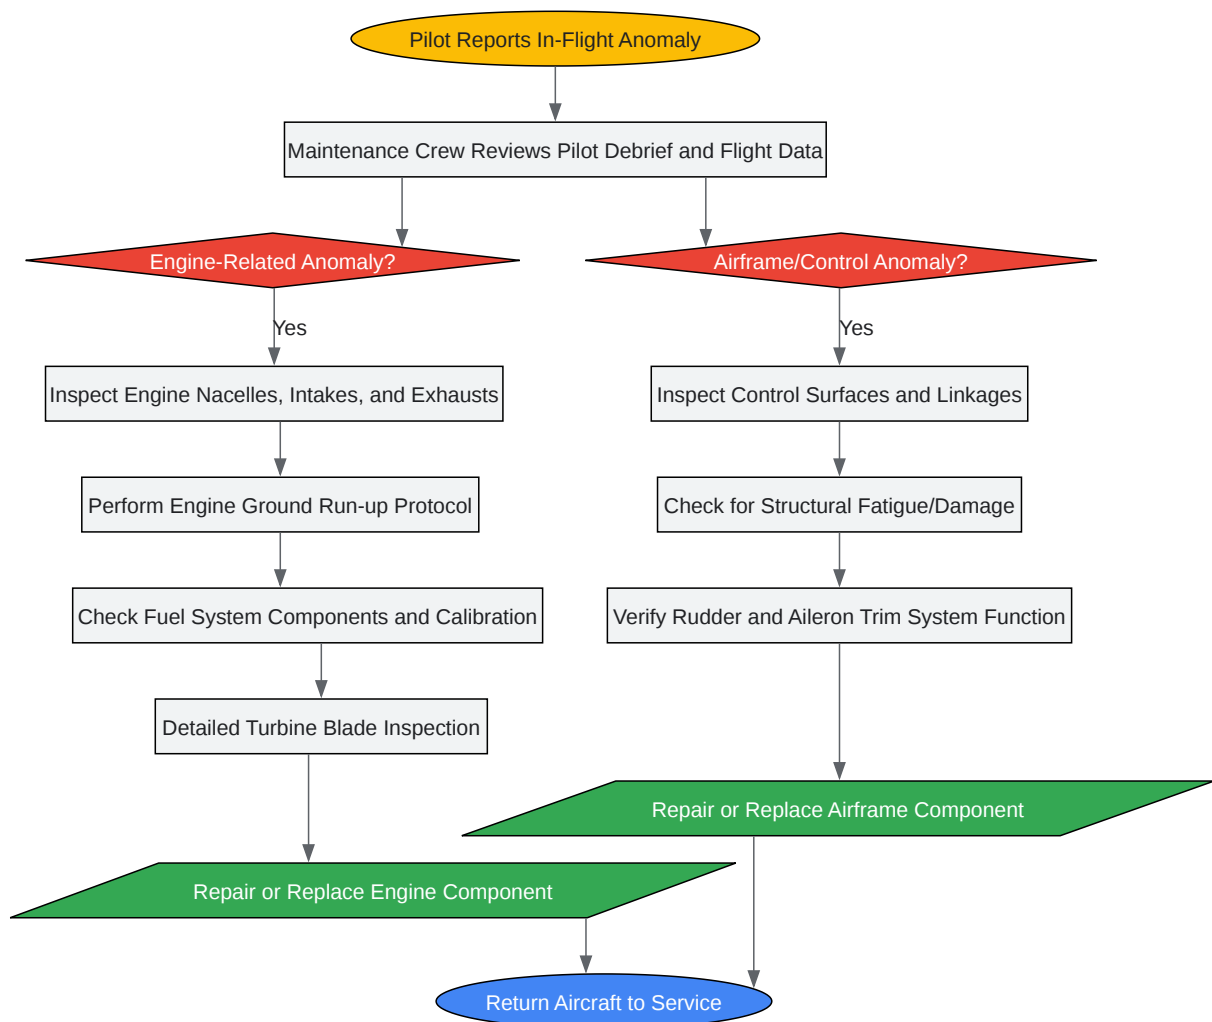 Pilot Reports In-Flight Anomaly
Maintenance Crew Reviews Pilot Debrief and Flight Data
Engine-Related Anomaly?
Airframe/Control Anomaly?
Yes
Yes
Inspect Engine Nacelles, Intakes, and Exhausts
Inspect Control Surfaces and Linkages
Perform Engine Ground Run-up Protocol
Check for Structural Fatigue/Damage
Check Fuel System Components and Calibration
Verify Rudder and Aileron Trim System Function
Detailed Turbine Blade Inspection
Repair or Replace Airframe Component
Repair or Replace Engine Component
Return Aircraft to Service